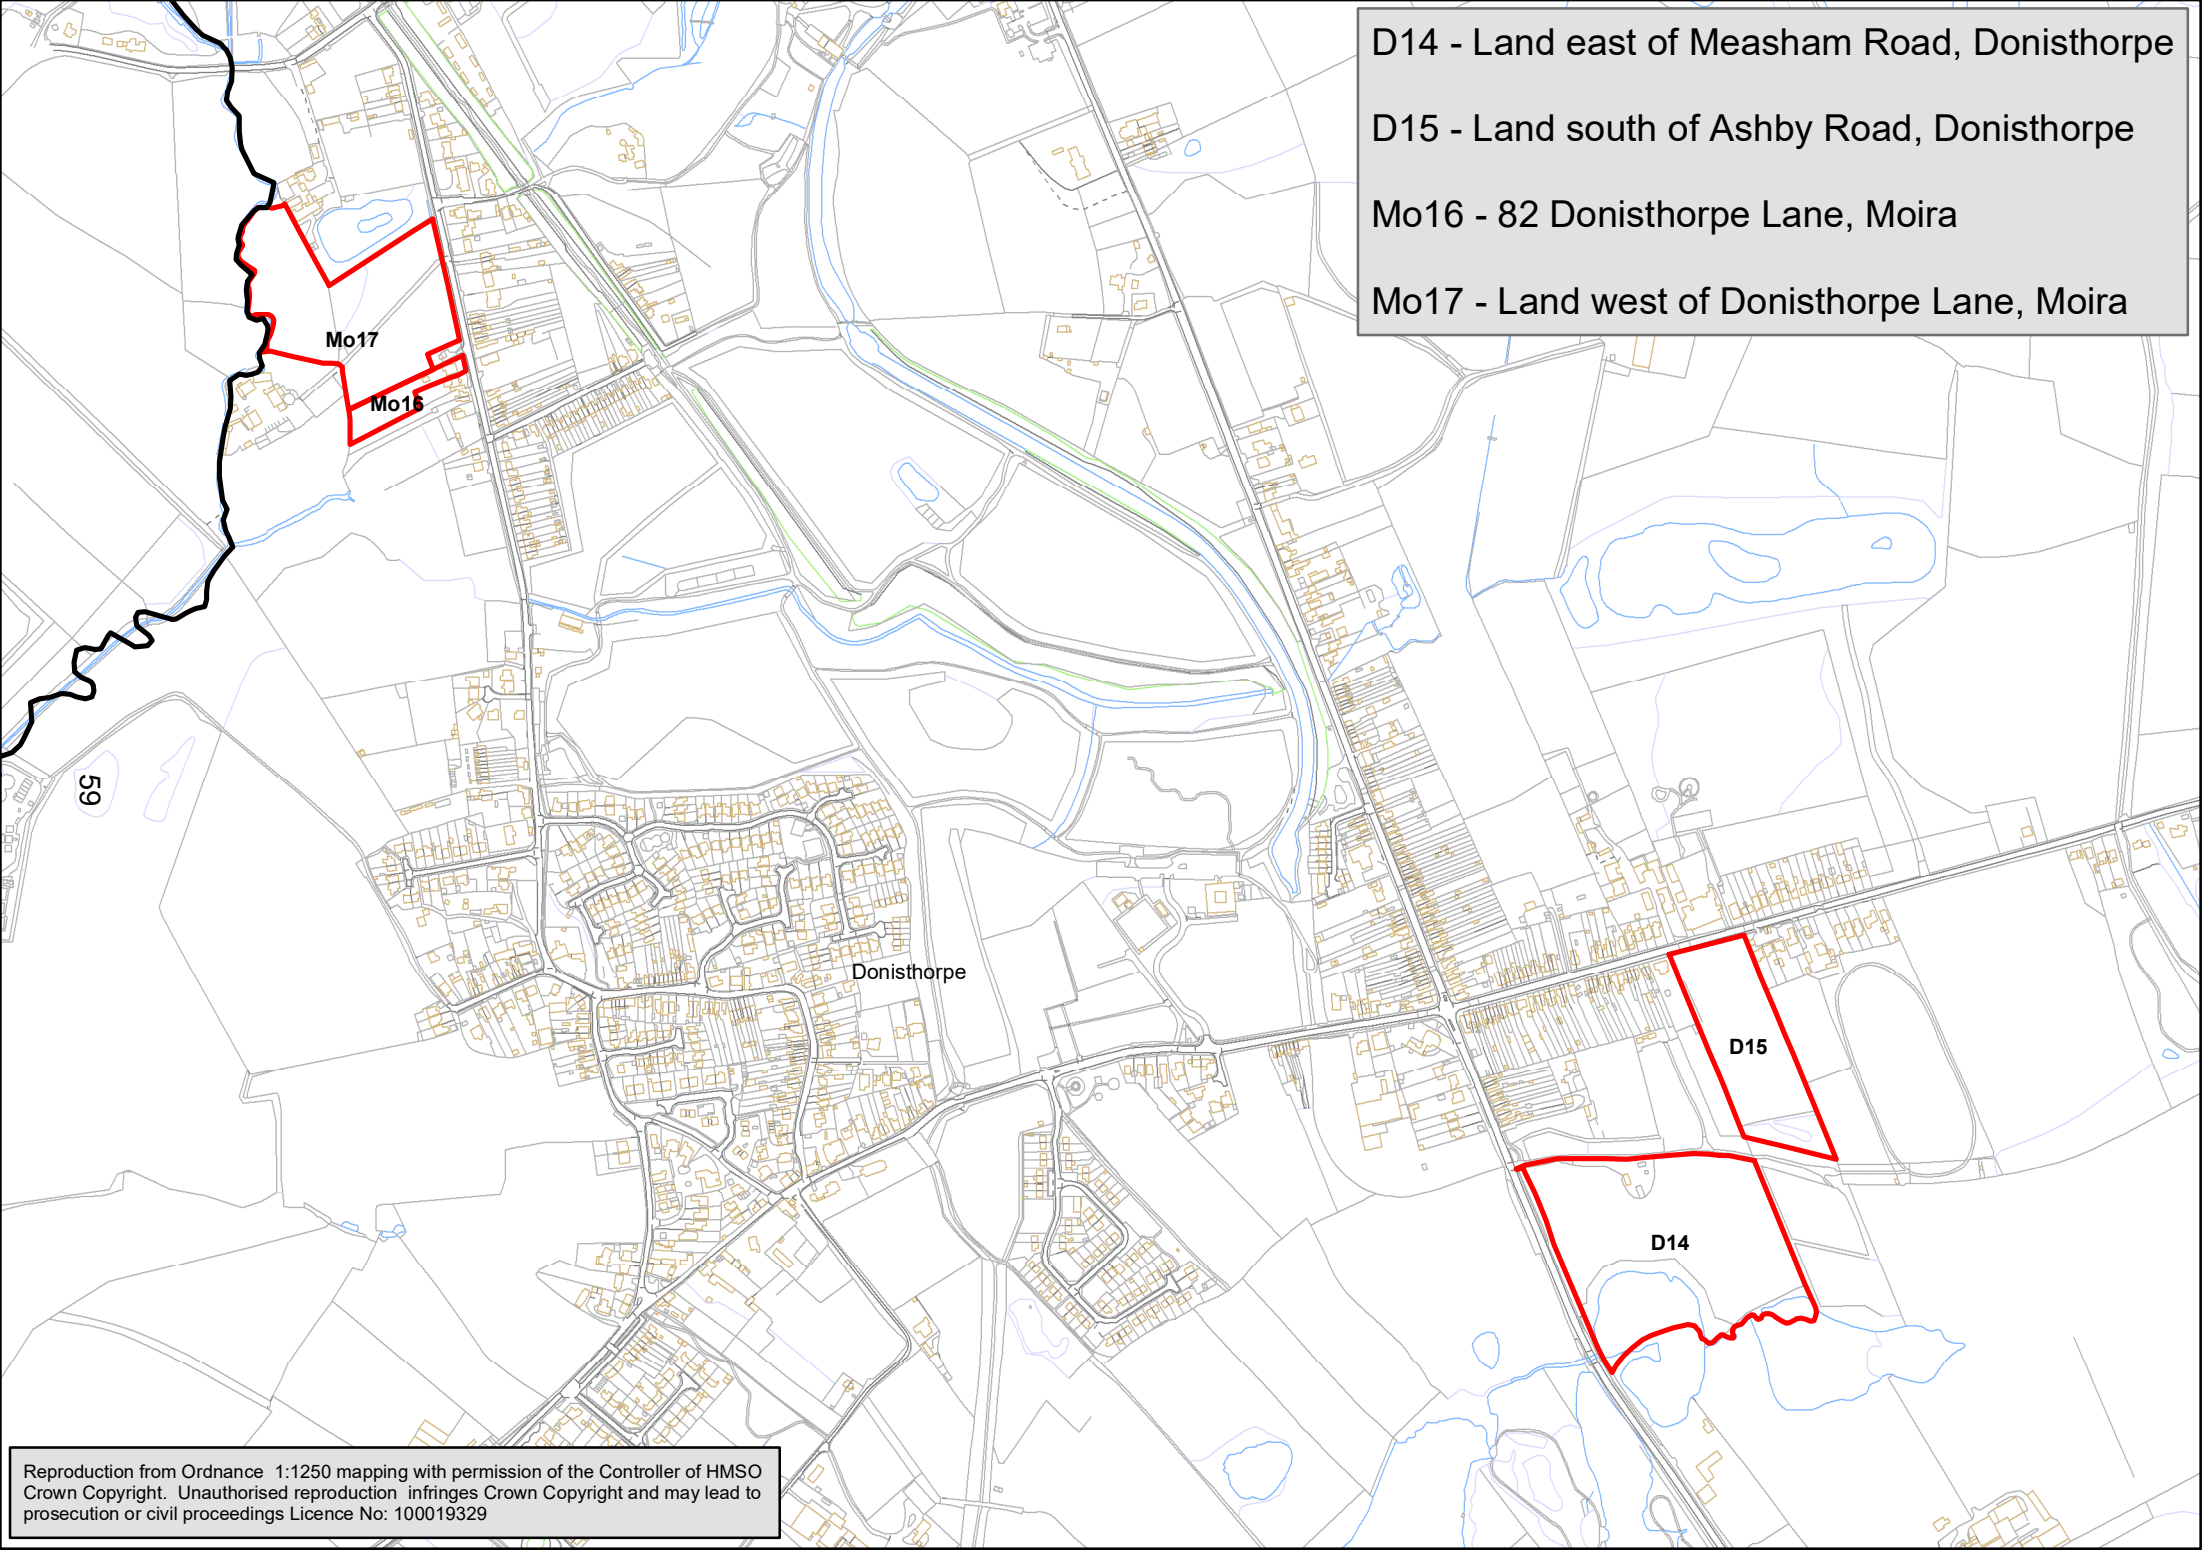 D14 - Land east of Measham Road, Donisthorpe
D15 - Land south of Ashby Road, Donisthorpe
Mo16 - 82 Donisthorpe Lane, Moira
Mo17 - Land west of Donisthorpe Lane, Moira
Mo17
Mo16
59
Donisthorpe
D15
D14
Reproduction from Ordnance 1:1250 mapping with permission of the Controller of HMSO
Crown Copyright. Unauthorised reproduction infringes Crown Copyright and may lead to
prosecution or civil proceedings Licence No: 100019329